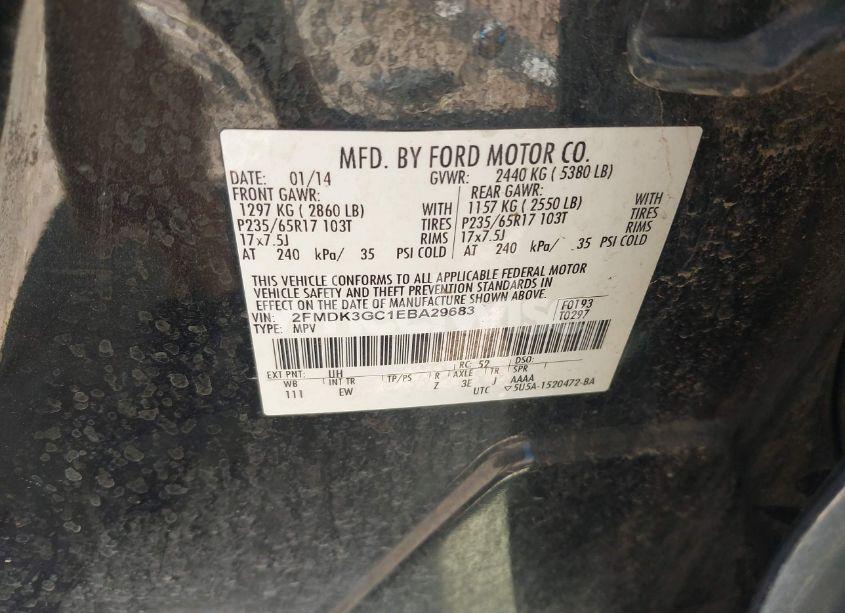 MFD. BY FORD MOTOR CO.
DATE: 01/14 GVWR: 2440 KG ( 5380 LB)
FRONT GAWR: REAR GAWR:
1297 KG ( 2860 LB) WITH 1157 KG ( 2550 LB) WITH
P235/65R17 103T TIRES P235/65R17 103T TIRES
17x7.5J RIMS 17x7.5J RIMS
AT 240 kPa/ 35 PSI COLD AT 240 kPa/ 35 PSI COLD
THIS VEHICLE CONFORMS TO ALL APPLICABLE FEDERAL MOTOR
VEHICLE SAFETY AND THEFT PREVENTION STANDARDS IN
EFFECT ON THE DATE OF MANUFACTURE SHOWN ABOVE.
VIN: 2FMDK3GC1EBA29683 F0193
TYPE: MPV T0297
EXT PNT: UH RC: 52 DSO:
WB INT TR TP/PS R AXLE TR SPR
111 EW Z 3E J AAAA
UTC ▽5U5A-1520472-BA